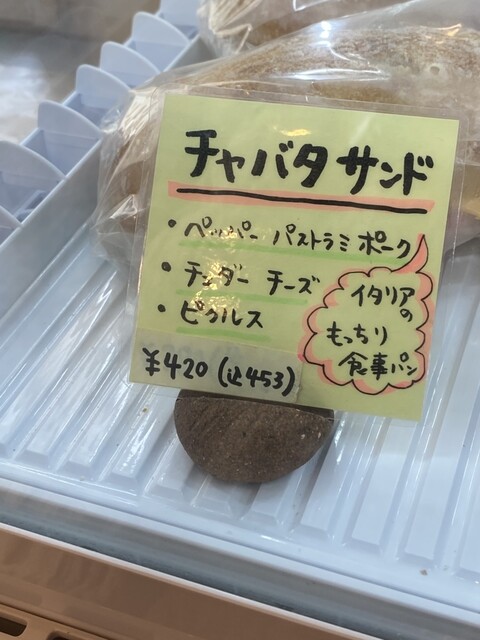 チャバタサンド
・ペッパーパストラミポーク
・チェダーチーズ
・ピクルス
イタリアの
もっちり
食事パン
¥420(込453)